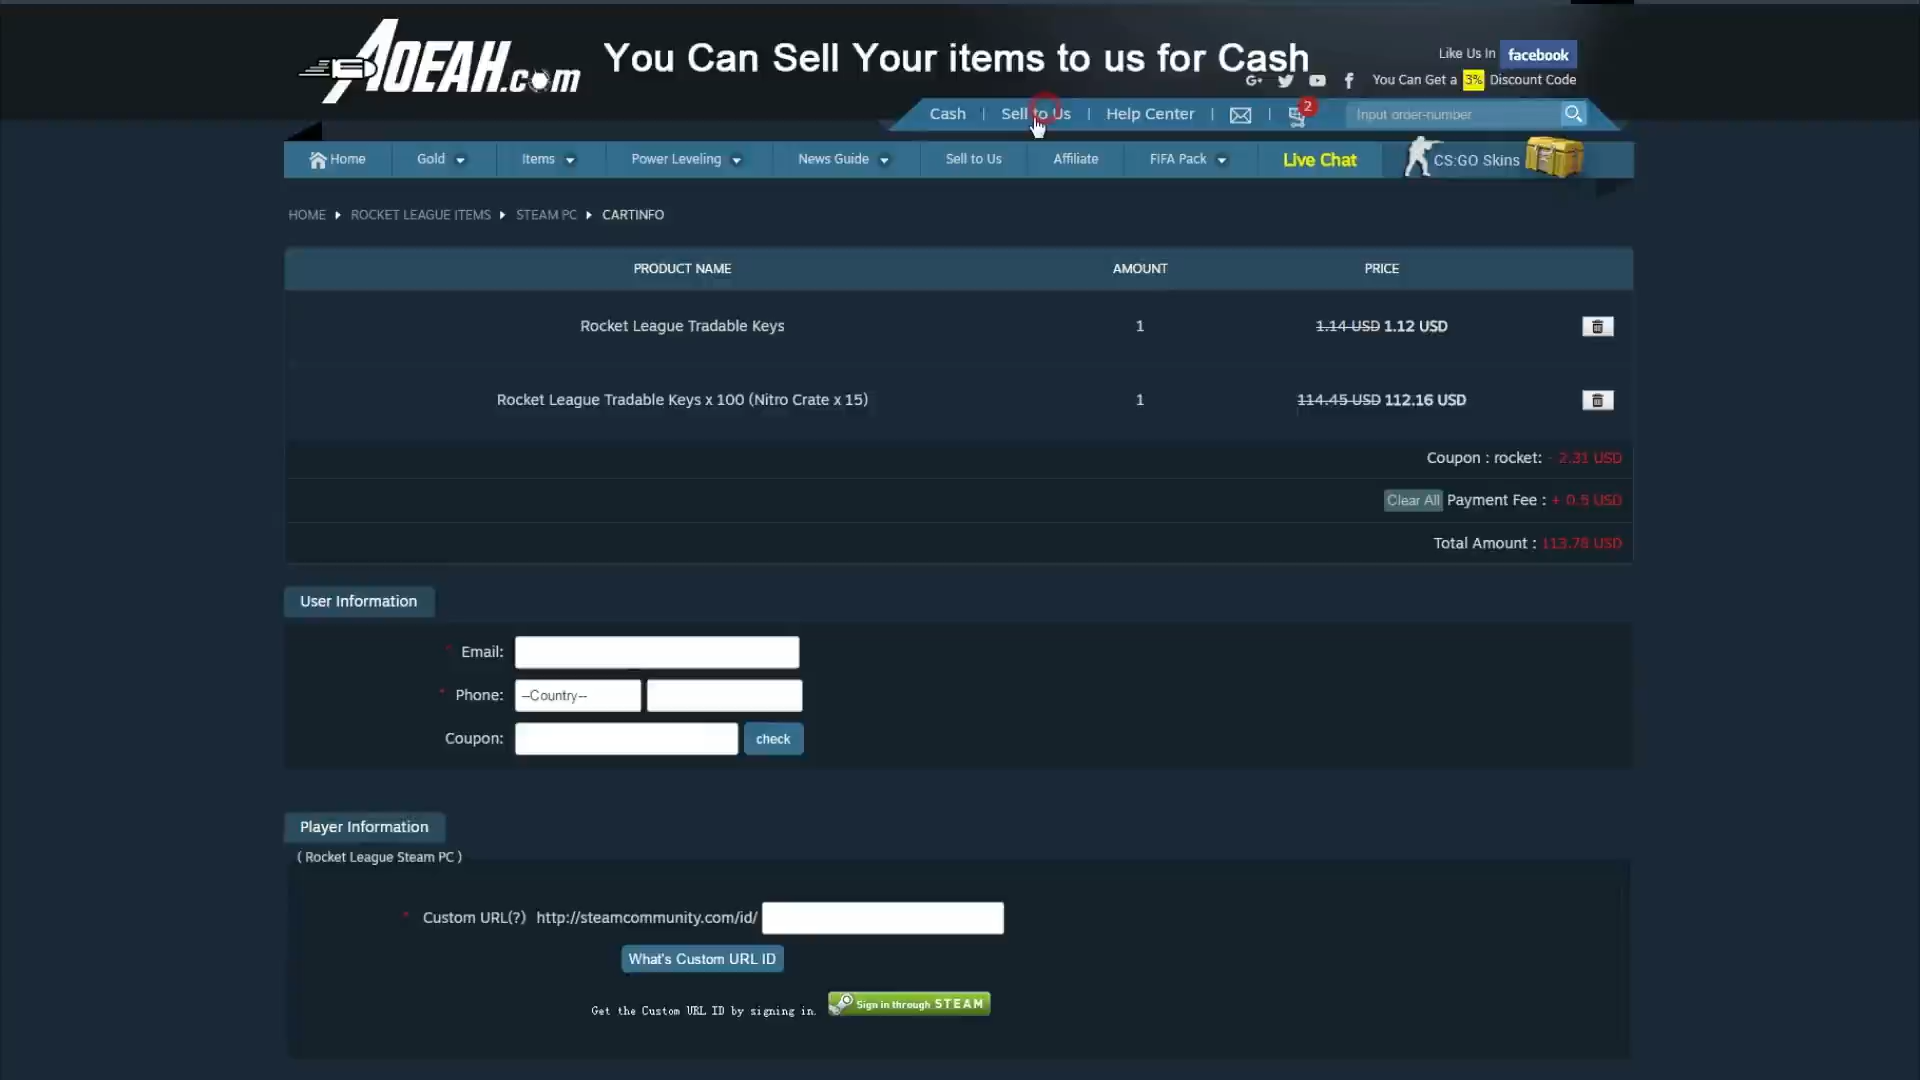 AOEAH.com
You Can Sell Your items to us for Cash
Like Us In facebook
You Can Get a 3% Discount Code
Cash | Sell to Us | Help Center | 2 Input order-number
Home Gold Items Power Leveling News Guide Sell to Us Affiliate FIFA Pack Live Chat CS:GO Skins
HOME ROCKET LEAGUE ITEMS STEAM PC CARTINFO
PRODUCT NAME AMOUNT PRICE
Rocket League Tradable Keys 1 1.14 USD 1.12 USD
Rocket League Tradable Keys x 100 (Nitro Crate x 15) 1 114.45 USD 112.16 USD
Coupon : rocket: - 2.31 USD
Clear All Payment Fee : + 0.5 USD
Total Amount : 113.78 USD
User Information
* Email:
* Phone: --Country--
Coupon: check
Player Information
( Rocket League Steam PC )
* Custom URL(?) http://steamcommunity.com/id/
What's Custom URL ID
Get the Custom URL ID by signing in. Sign in through STEAM